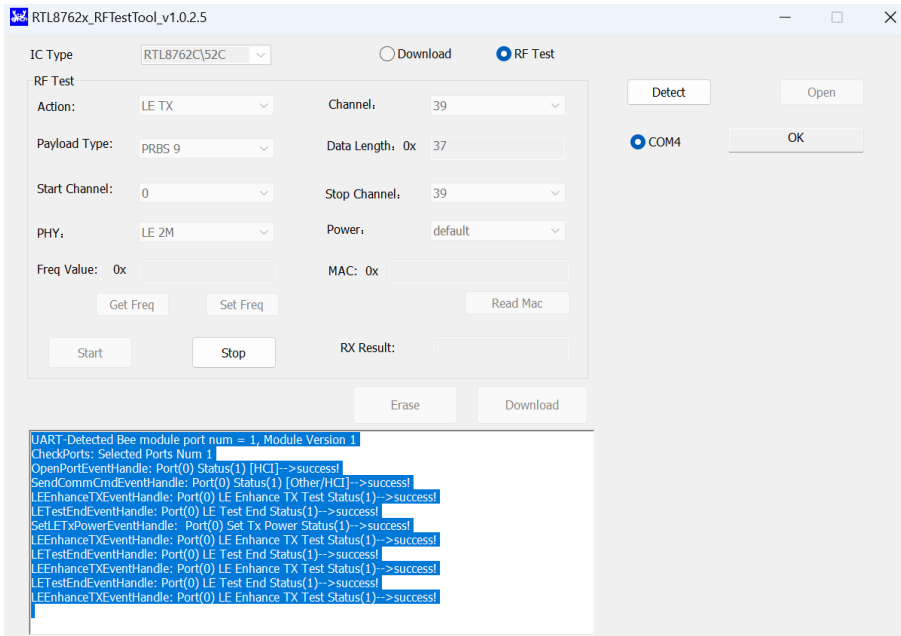 RTL8762x_RFTestTool_v1.0.2.5
IC Type RTL8762C\52C Download RF Test
RF Test
Action: LE TX Channel: 39 Detect Open
Payload Type: PRBS 9 Data Length: 0x 37 COM4 OK
Start Channel: 0 Stop Channel: 39
PHY: LE 2M Power: default
Freq Value: 0x MAC: 0x
Get Freq Set Freq Read Mac
Start Stop RX Result:
Erase Download
UART-Detected Bee module port num = 1, Module Version 1
CheckPorts: Selected Ports Num 1
OpenPortEventHandle: Port(0) Status(1) [HCI]-->success!
SendCommCmdEventHandle: Port(0) Status(1) [Other/HCI]-->success!
LEEnhanceTXEventHandle: Port(0) LE Enhance TX Test Status(1)-->success!
LETestEndEventHandle: Port(0) LE Test End Status(1)-->success!
SetLETxPowerEventHandle:  Port(0) Set Tx Power Status(1)-->success!
LEEnhanceTXEventHandle: Port(0) LE Enhance TX Test Status(1)-->success!
LETestEndEventHandle: Port(0) LE Test End Status(1)-->success!
LEEnhanceTXEventHandle: Port(0) LE Enhance TX Test Status(1)-->success!
LETestEndEventHandle: Port(0) LE Test End Status(1)-->success!
LEEnhanceTXEventHandle: Port(0) LE Enhance TX Test Status(1)-->success!